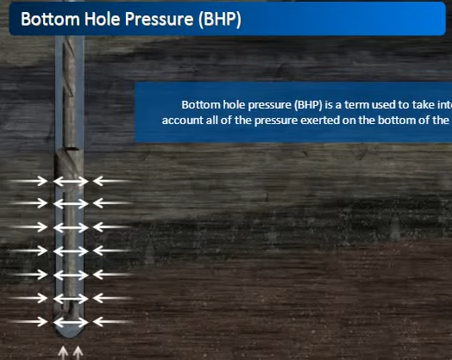 Bottom Hole Pressure (BHP)
Bottom hole pressure (BHP) is a term used to take
account all of the pressure exerted on the bottom of the